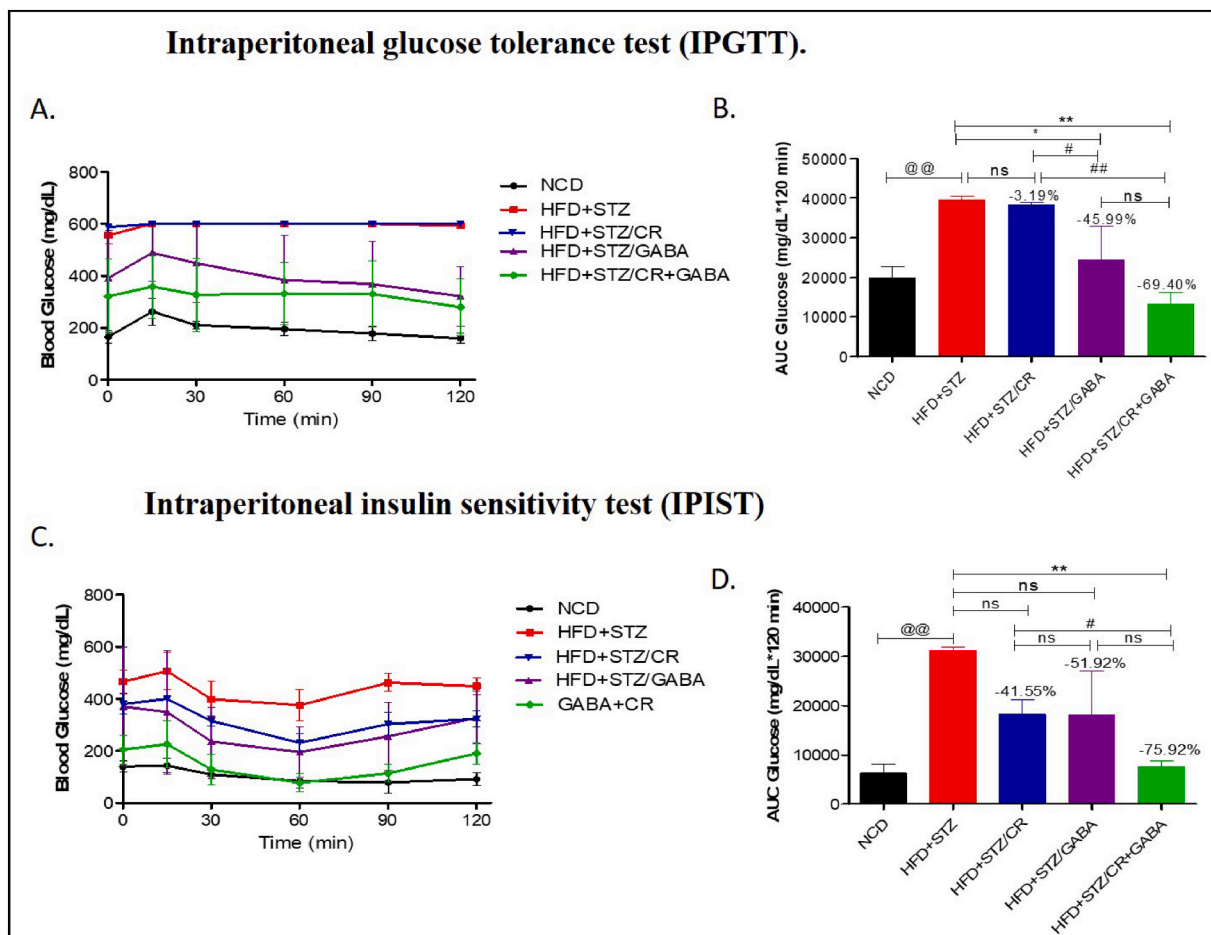 Intraperitoneal glucose tolerance test (IPGTT).
A.
Blood Glucose (mg/dL)
800
600
400
200
0
0 30 60 90 120
Time (min)
NCD
HFD+STZ
HFD+STZ/CR
HFD+STZ/GABA
HFD+STZ/CR+GABA
B.
**
*
#
@@ ns ##
ns
AUC Glucose (mg/dL*120 min)
50000
40000
30000
20000
10000
0
-3.19%
-45.99%
-69.40%
NCD
HFD+STZ
HFD+STZ/CR
HFD+STZ/GABA
HFD+STZ/CR+GABA
Intraperitoneal insulin sensitivity test (IPIST)
C.
Blood Glucose (mg/dL)
800
600
400
200
0
0 30 60 90 120
Time (min)
NCD
HFD+STZ
HFD+STZ/CR
HFD+STZ/GABA
GABA+CR
D.
**
ns
ns
@@ #
ns ns
AUC Glucose (mg/dL*120 min)
40000
30000
20000
10000
0
-41.55%
-51.92%
-75.92%
NCD
HFD+STZ
HFD+STZ/CR
HFD+STZ/GABA
HFD+STZ/CR+GABA